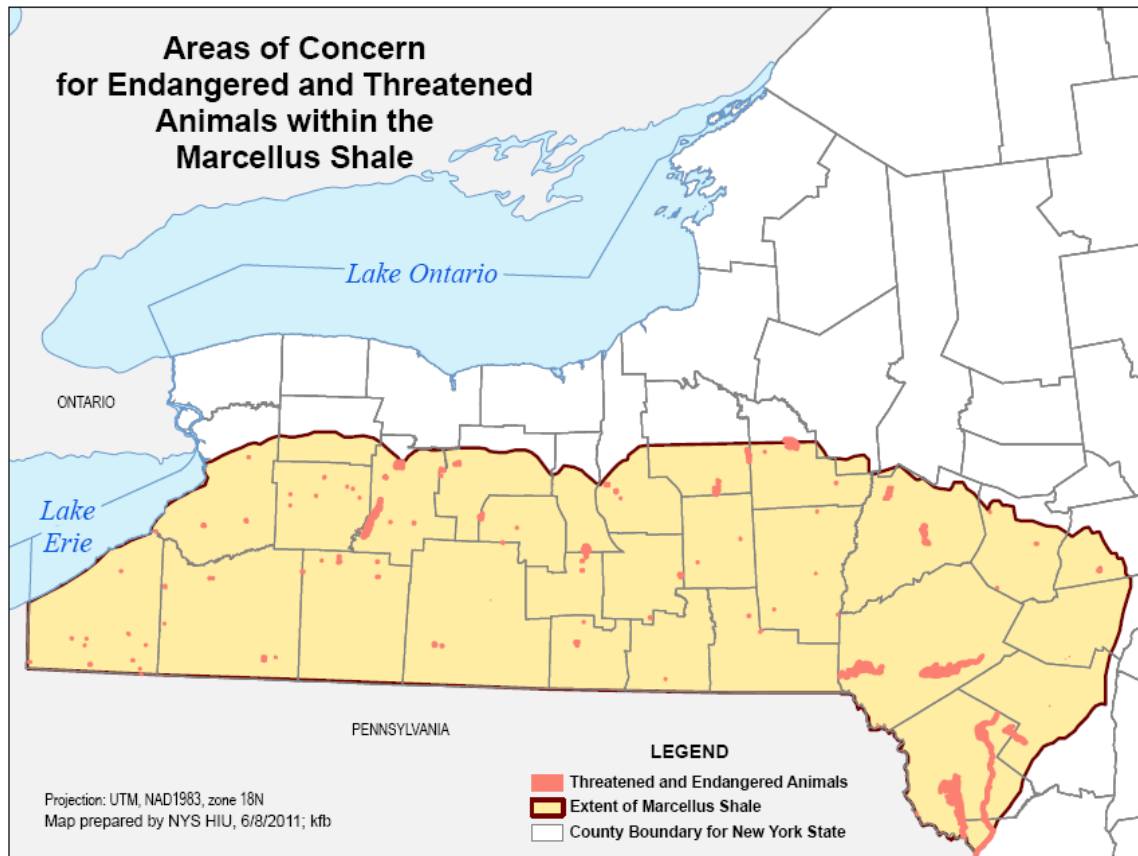 Areas of Concern
for Endangered and Threatened
Animals within the
Marcellus Shale
Lake Ontario
ONTARIO
Lake
Erie
PENNSYLVANIA
LEGEND
Threatened and Endangered Animals
Extent of Marcellus Shale
County Boundary for New York State
Projection: UTM, NAD1983, zone 18N
Map prepared by NYS HIU, 6/8/2011; kfb